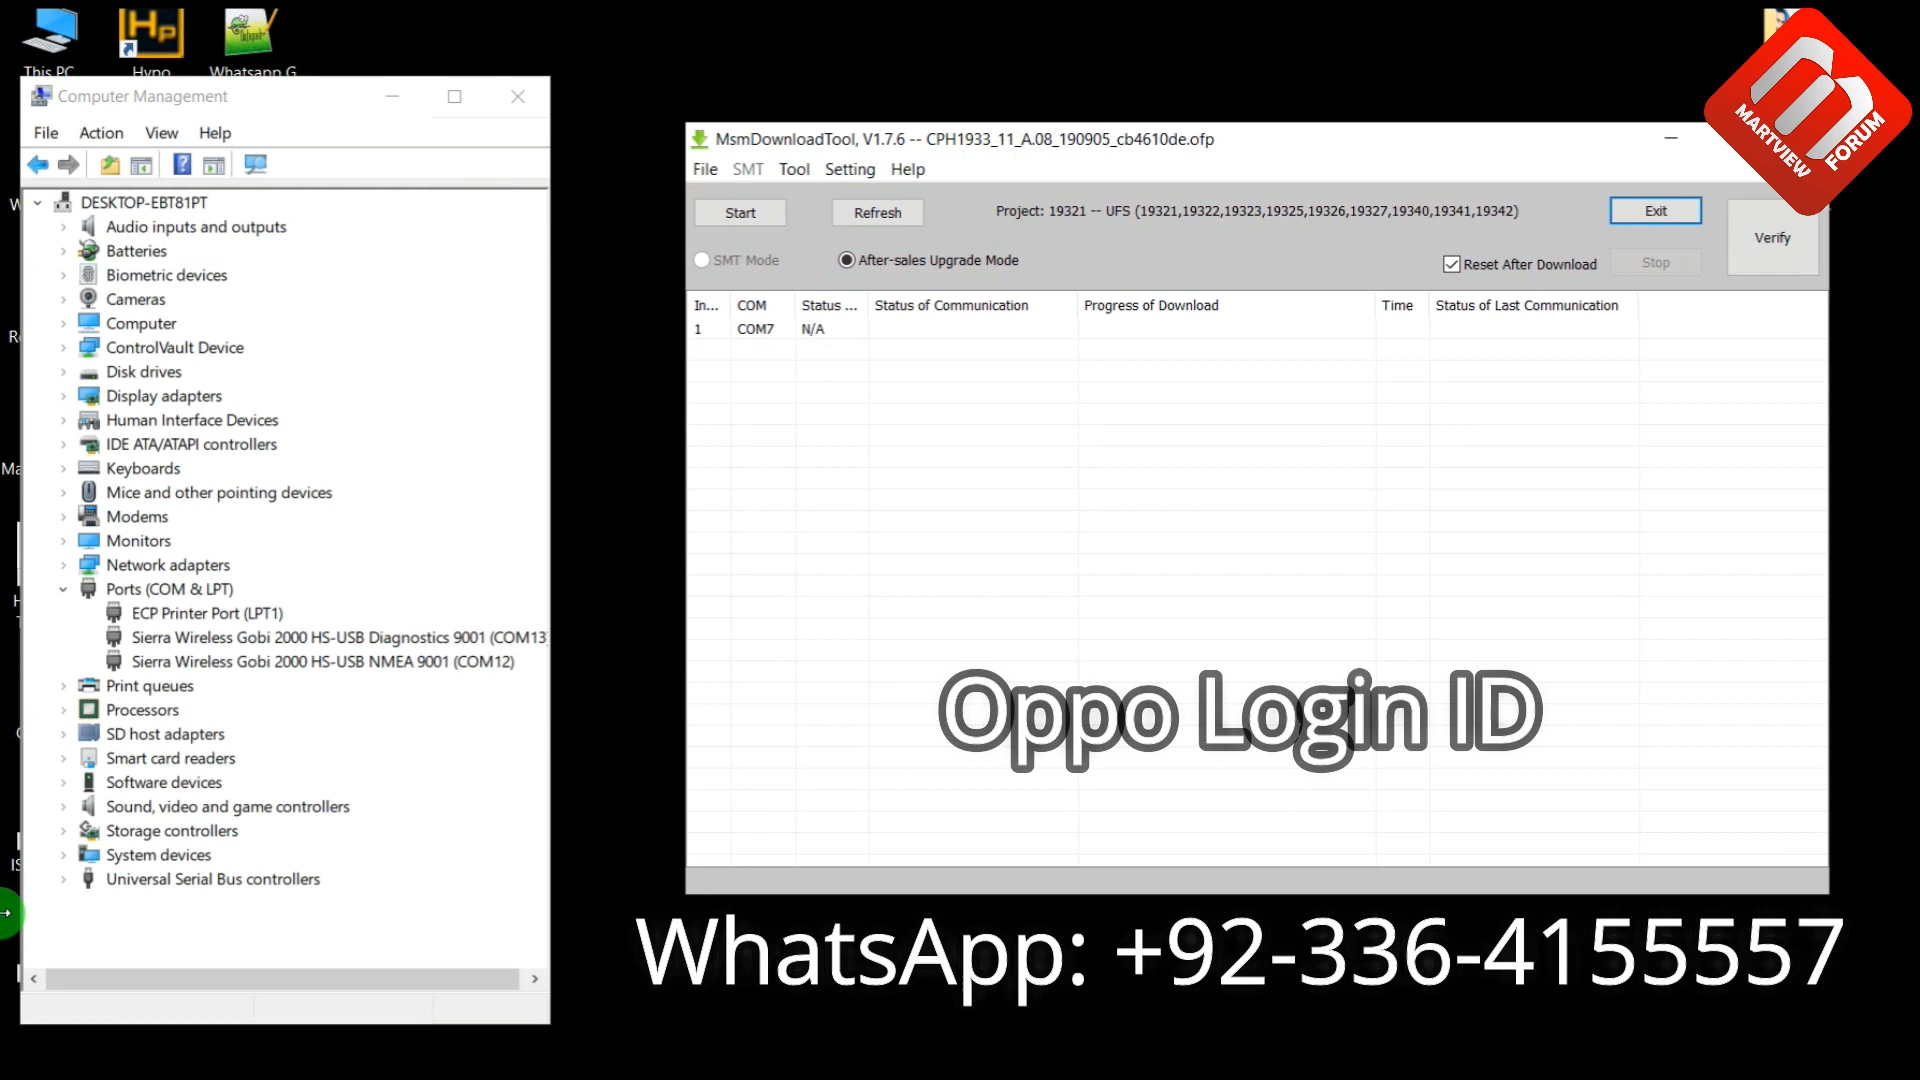 This PC
Hypo
Whatsapp G
Computer Management
File Action View Help
DESKTOP-EBT81PT
Audio inputs and outputs
Batteries
Biometric devices
Cameras
Computer
ControlVault Device
Disk drives
Display adapters
Human Interface Devices
IDE ATA/ATAPI controllers
Keyboards
Mice and other pointing devices
Modems
Monitors
Network adapters
Ports (COM & LPT)
ECP Printer Port (LPT1)
Sierra Wireless Gobi 2000 HS-USB Diagnostics 9001 (COM13)
Sierra Wireless Gobi 2000 HS-USB NMEA 9001 (COM12)
Print queues
Processors
SD host adapters
Smart card readers
Software devices
Sound, video and game controllers
Storage controllers
System devices
Universal Serial Bus controllers
MsmDownloadTool, V1.7.6 -- CPH1933_11_A.08_190905_cb4610de.ofp
File SMT Tool Setting Help
Start Refresh Project: 19321 -- UFS (19321,19322,19323,19325,19326,19327,19340,19341,19342) Exit Verify
SMT Mode After-sales Upgrade Mode Reset After Download Stop
In... COM Status ... Status of Communication Progress of Download Time Status of Last Communication
1 COM7 N/A
Oppo Login ID
WhatsApp: +92-336-4155557
MARTVIEW
FORUM